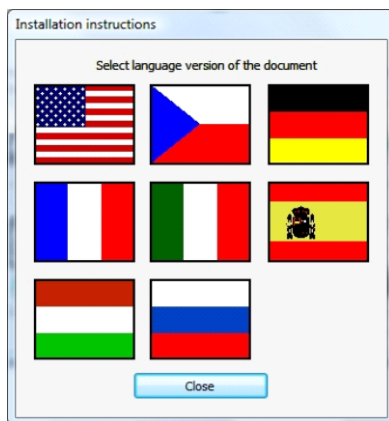 Installation instructions
Select language version of the document
Close